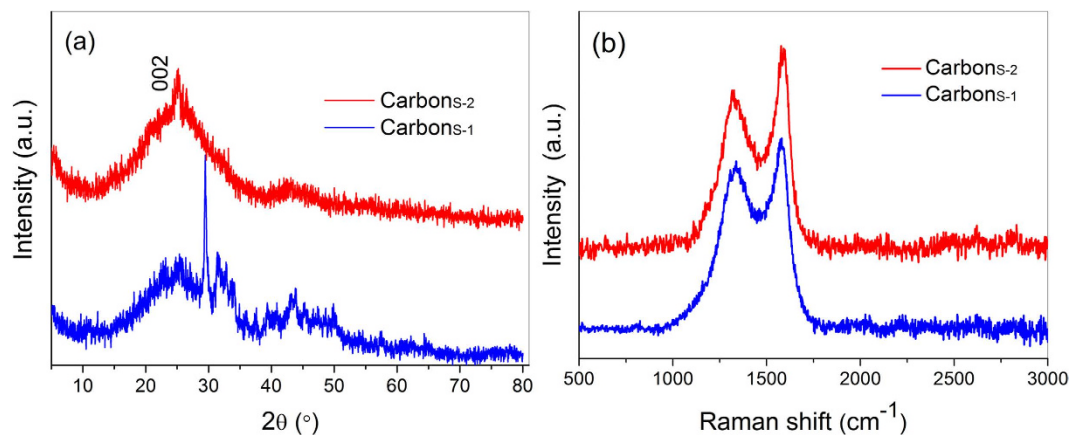 (a)
002
Carbons-2
Carbons-1
Intensity (a.u.)
10 20 30 40 50 60 70 80
2θ (°)
(b)
Carbons-2
Carbons-1
Intensity (a.u.)
500 1000 1500 2000 2500 3000
Raman shift (cm⁻¹)